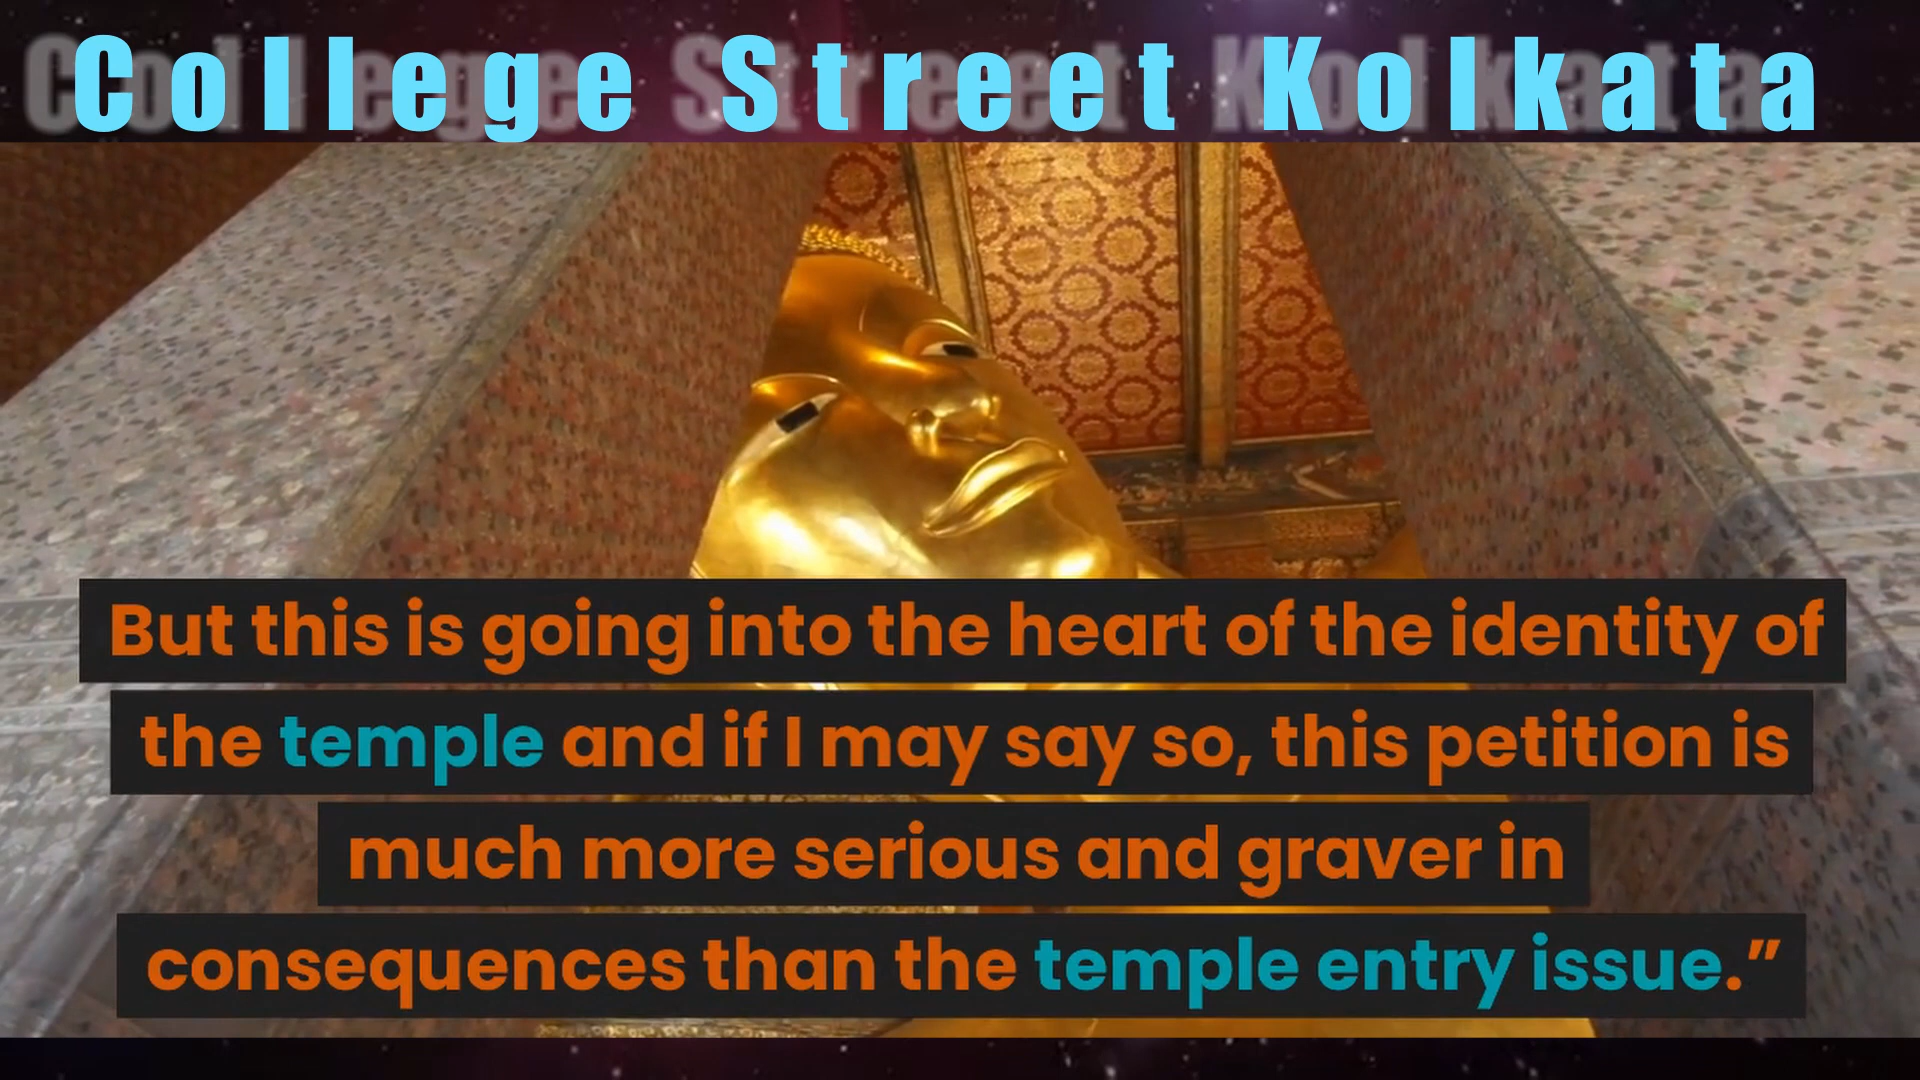 College Street Kolkata
But this is going into the heart of the identity of
the temple and if I may say so, this petition is
much more serious and graver in
consequences than the temple entry issue.”